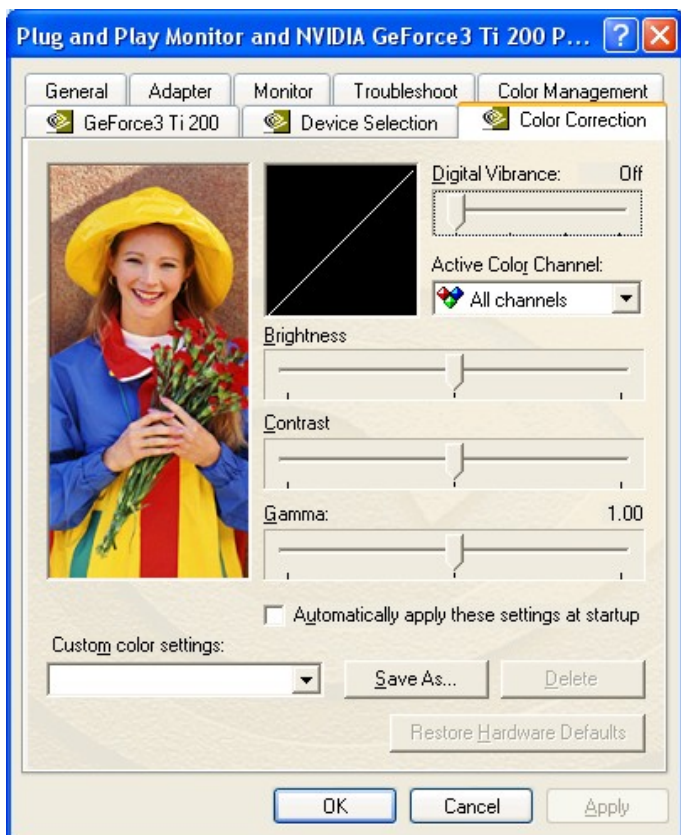 Plug and Play Monitor and NVIDIA GeForce3 Ti 200 P... ?
General Adapter Monitor Troubleshoot Color Management
GeForce3 Ti 200 Device Selection Color Correction
Digital Vibrance: Off
Active Color Channel:
All channels
Brightness
Contrast
Gamma: 1.00
Automatically apply these settings at startup
Custom color settings:
Save As... Delete
Restore Hardware Defaults
OK Cancel Apply